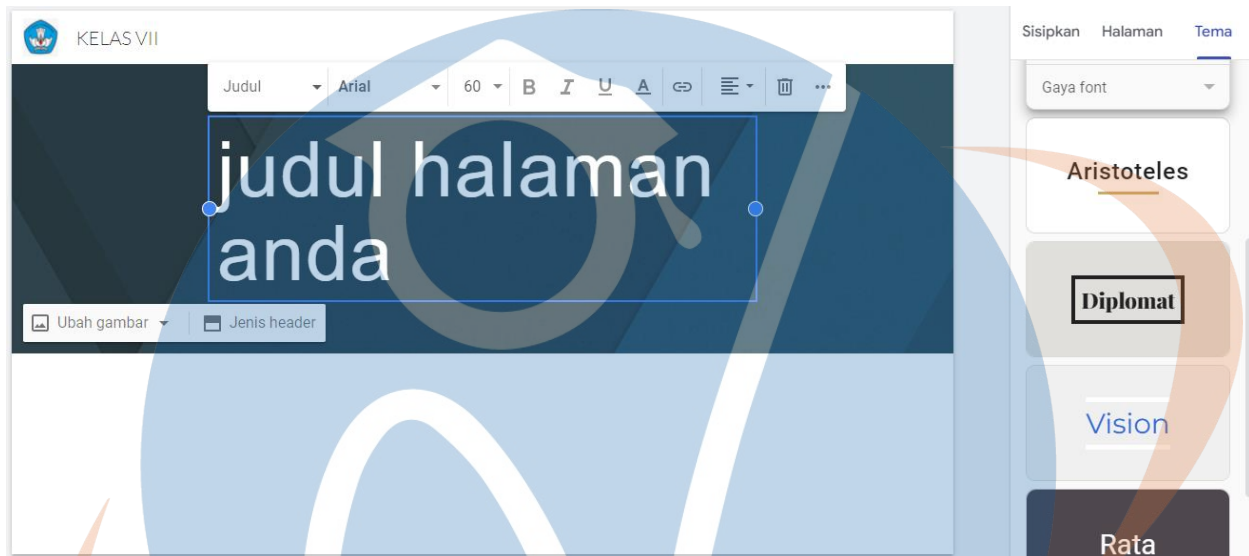 KELAS VII
Sisipkan Halaman Tema
Judul Arial 60 B I U A
Gaya font
judul halaman
anda
Ubah gambar Jenis header
Aristoteles
Diplomat
Vision
Rata